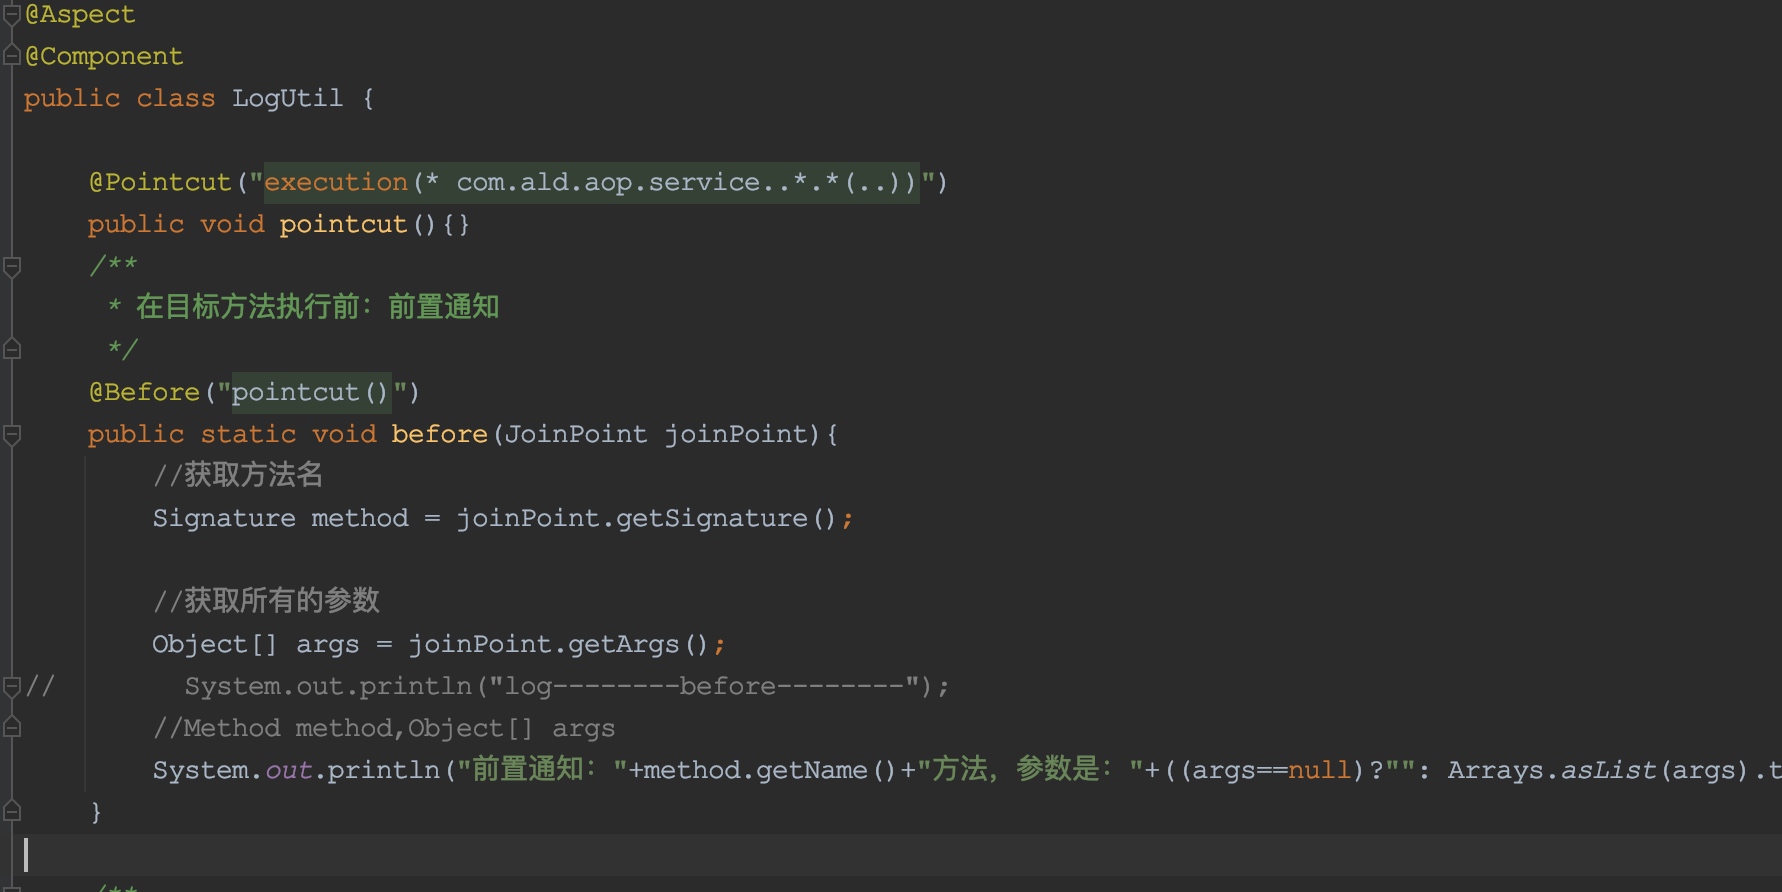 @Aspect
@Component
public class LogUtil {
@Pointcut("execution(* com.ald.aop.service..*.*(..))")
public void pointcut(){}
/**
* 在目标方法执行前：前置通知
*/
@Before("pointcut()")
public static void before(JoinPoint joinPoint){
//获取方法名
Signature method = joinPoint.getSignature();
//获取所有的参数
Object[] args = joinPoint.getArgs();
// System.out.println("log--------before--------");
//Method method,Object[] args
System.out.println("前置通知："+method.getName()+"方法，参数是："+((args==null)?"": Arrays.asList(args).t
}
/**